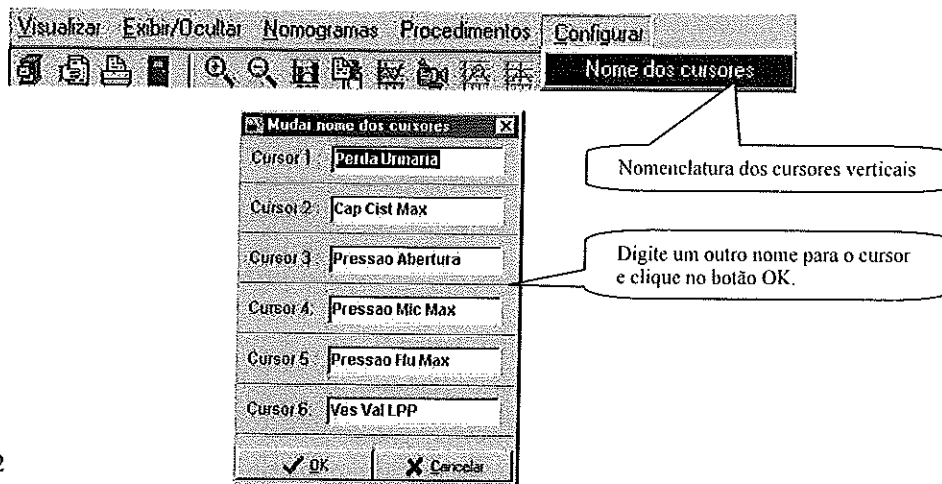 Visualizar Exibir/Ocultar Nomogramas Procedimentos Configurar
Nome dos cursores
Mudar nome dos cursores
Nomenclatura dos cursores verticais
Cursor 1: Perda Urinaria
Cursor 2: Cap Cist Max
Cursor 3: Pressao Abertura
Digite um outro nome para o cursor
e clique no botão OK.
Cursor 4: Pressao Mic Max
Cursor 5: Pressao Flu Max
Cursor 6: Ves Val LPP
OK Cancelar
2